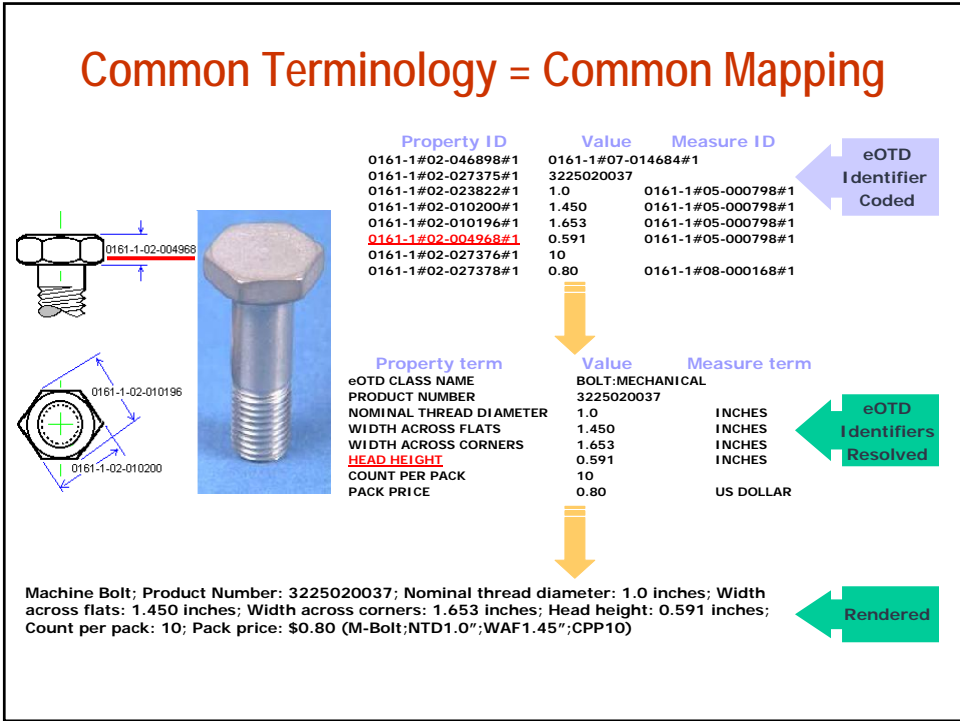 Common Terminology = Common Mapping
Property ID Value Measure ID
0161-1#02-046898#1 0161-1#07-014684#1
0161-1#02-027375#1 3225020037
0161-1#02-023822#1 1.0 0161-1#05-000798#1
0161-1#02-010200#1 1.450 0161-1#05-000798#1
0161-1#02-010196#1 1.653 0161-1#05-000798#1
0161-1#02-004968#1 0.591 0161-1#05-000798#1
0161-1#02-027376#1 10
0161-1#02-027378#1 0.80 0161-1#08-000168#1
eOTD
Identifier
Coded
0161-1-02-004968
0161-1-02-010196
0161-1-02-010200
Property term Value Measure term
eOTD CLASS NAME BOLT:MECHANICAL
PRODUCT NUMBER 3225020037
NOMINAL THREAD DIAMETER 1.0 INCHES
WIDTH ACROSS FLATS 1.450 INCHES
WIDTH ACROSS CORNERS 1.653 INCHES
HEAD HEIGHT 0.591 INCHES
COUNT PER PACK 10
PACK PRICE 0.80 US DOLLAR
eOTD
Identifiers
Resolved
Machine Bolt; Product Number: 3225020037; Nominal thread diameter: 1.0 inches; Width
across flats: 1.450 inches; Width across corners: 1.653 inches; Head height: 0.591 inches;
Count per pack: 10; Pack price: $0.80 (M-Bolt;NTD1.0”;WAF1.45”;CPP10)
Rendered